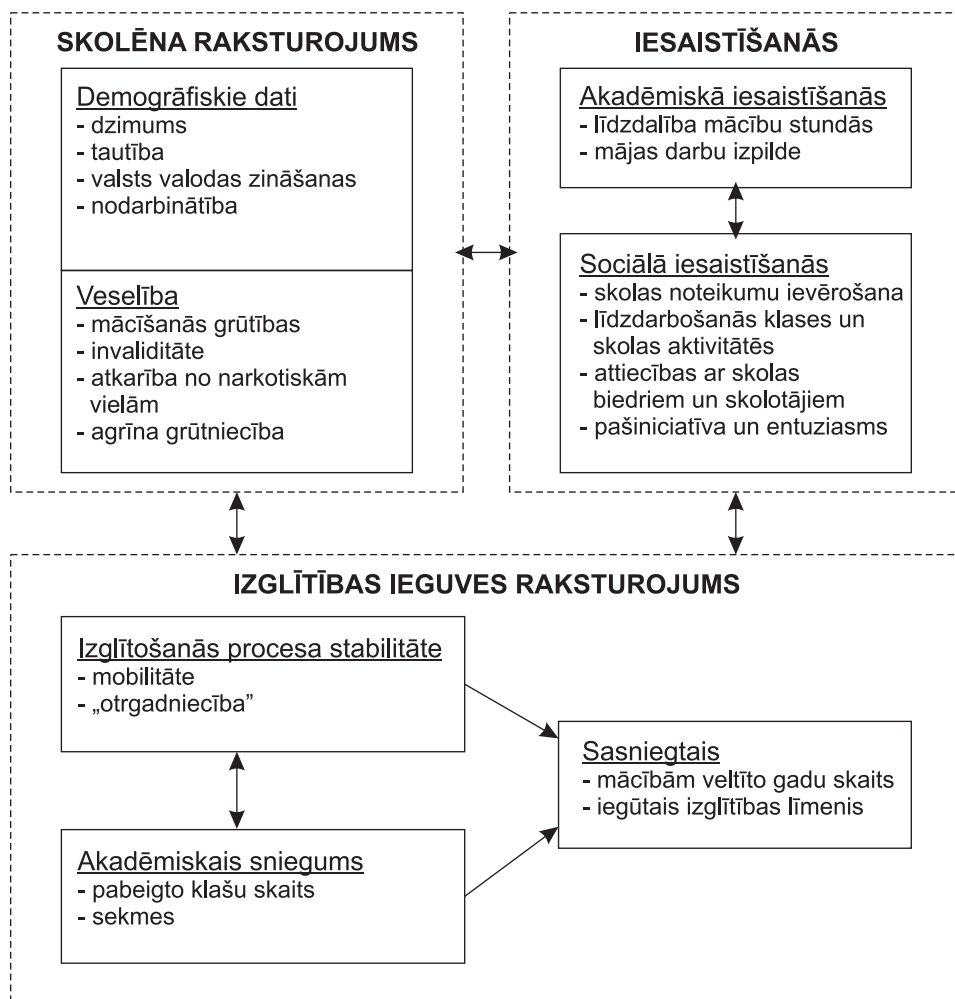 SKOLĒNA RAKSTUROJUMS
Demogrāfiskie dati
- dzimums
- tautība
- valsts valodas zināšanas
- nodarbinātība
Veselība
- mācīšanās grūtības
- invaliditāte
- atkarība no narkotiskām
vielām
- agrīna grūtniecība
IESAISTĪŠANĀS
Akadēmiskā iesaistīšanās
- līdzdalība mācību stundās
- mājas darbu izpilde
Sociālā iesaistīšanās
- skolas noteikumu ievērošana
- līdzdarbošanās klases un
skolas aktivitātēs
- attiecības ar skolas
biedriem un skolotājiem
- pašiniciatīva un entuziasms
IZGLĪTĪBAS IEGUVES RAKSTUROJUMS
Izglītošanās procesa stabilitāte
- mobilitāte
- „otrgadniecība”
Akadēmiskais sniegums
- pabeigto klašu skaits
- sekmes
Sasniegtais
- mācībām veltīto gadu skaits
- iegūtais izglītības līmenis